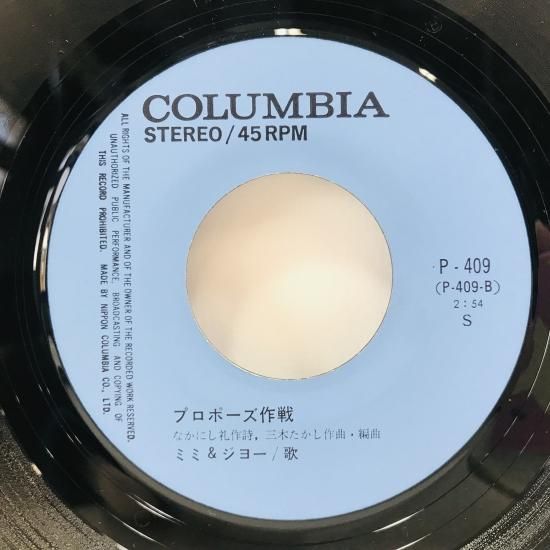 COLUMBIA
STEREO/45 RPM
ALL RIGHTS OF THE MANUFACTURER AND OF THE OWNER OF THE RECORDED WORK RESERVED.
UNAUTHORIZED PUBLIC PERFORMANCE, BROADCASTING AND COPYING OF
THIS RECORD PROHIBITED. MADE BY NIPPON COLUMBIA CO., LTD.
P-409
(P-409-B)
2:54
S
プロポーズ作戦
なかにし礼作詩，三木たかし作曲・編曲
ミミ&ジヨー/歌